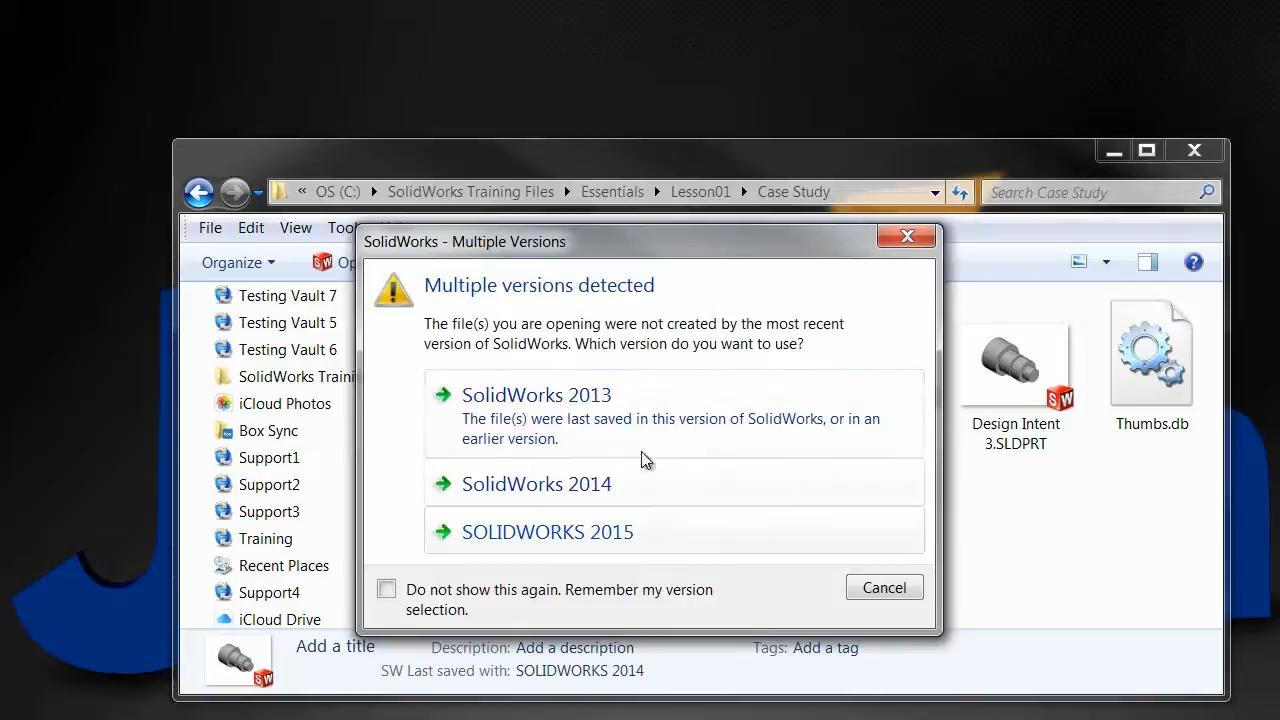 « OS (C:) SolidWorks Training Files Essentials Lesson01 Case Study
Search Case Study
File Edit View Too
Organize
Op
SolidWorks - Multiple Versions
Multiple versions detected
The file(s) you are opening were not created by the most recent
version of SolidWorks. Which version do you want to use?
SolidWorks 2013
The file(s) were last saved in this version of SolidWorks, or in an
earlier version.
SolidWorks 2014
SOLIDWORKS 2015
Do not show this again. Remember my version
selection.
Cancel
Testing Vault 7
Testing Vault 5
Testing Vault 6
SolidWorks Traini
iCloud Photos
Box Sync
Support1
Support2
Support3
Training
Recent Places
Support4
iCloud Drive
SW
Design Intent
3.SLDPRT
Thumbs.db
Add a title
Description: Add a description
Tags: Add a tag
SW Last saved with: SOLIDWORKS 2014